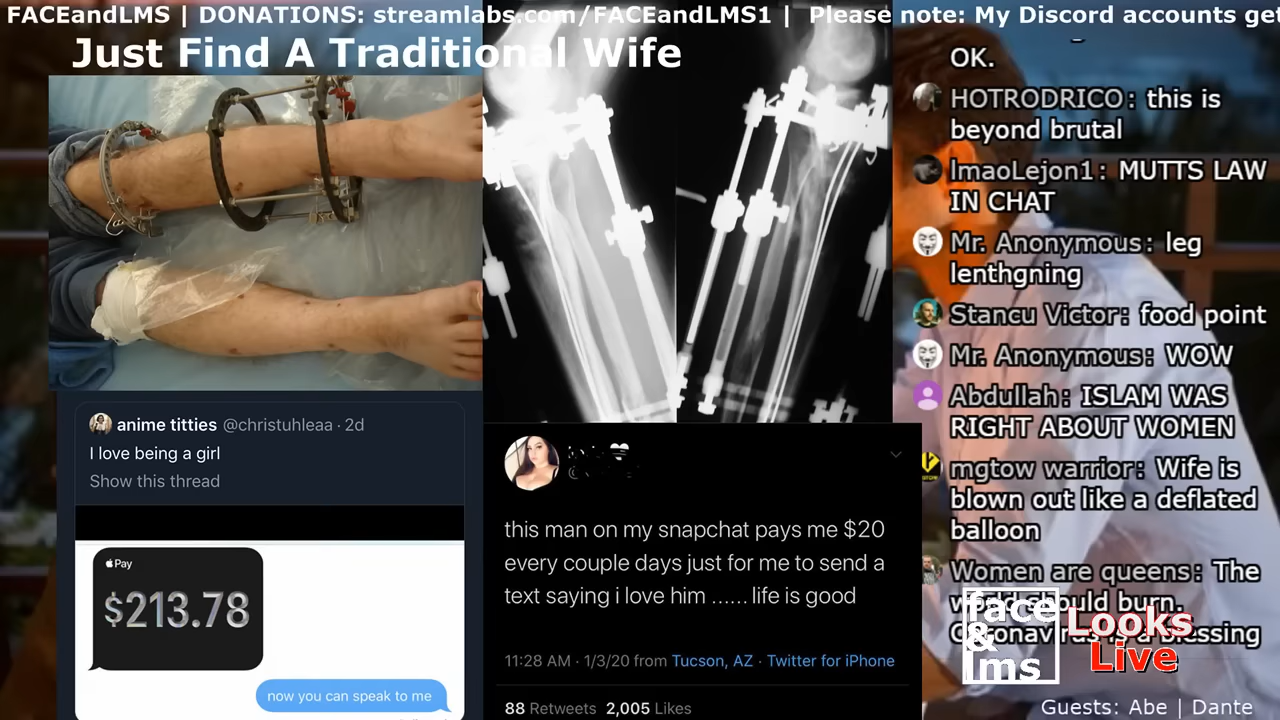 FACEandLMS | DONATIONS: streamlabs.com/FACEandLMS1 | Please note: My Discord accounts get
Just Find A Traditional Wife
OK.
HOTRODRICO: this is
beyond brutal
lmaoLejon1: MUTTS LAW
IN CHAT
Mr. Anonymous: leg
lenthgning
Stancu Victor: food point
Mr. Anonymous: WOW
Abdullah: ISLAM WAS
RIGHT ABOUT WOMEN
mgtow warrior: Wife is
blown out like a deflated
balloon
Women are queens: The
world should burn.
Coronavirus is a blessing
anime titties @christuhleaa · 2d
I love being a girl
Show this thread
Pay
$213.78
now you can speak to me
this man on my snapchat pays me $20
every couple days just for me to send a
text saying i love him ...... life is good
11:28 AM · 1/3/20 from Tucson, AZ · Twitter for iPhone
88 Retweets 2,005 Likes
face
&
lms
Looks
Live
Guests: Abe | Dante